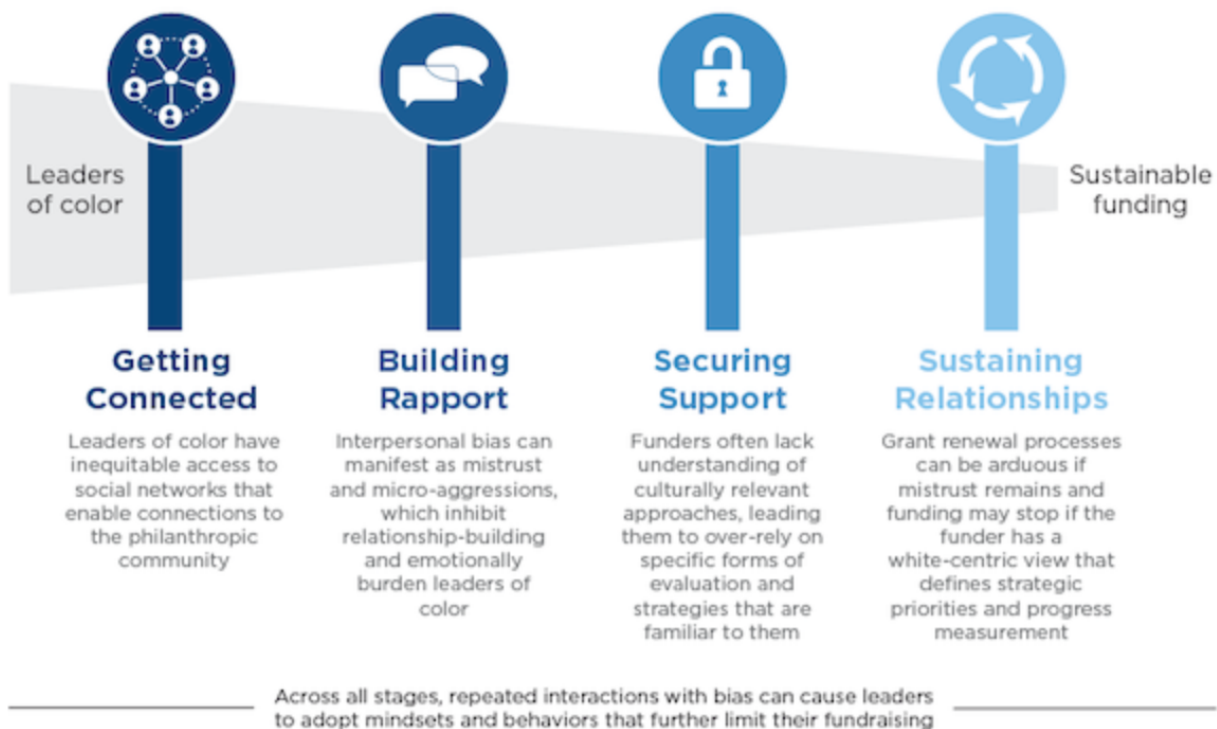 Leaders
of color
Sustainable
funding
Getting
Connected
Leaders of color have
inequitable access to
social networks that
enable connections to
the philanthropic
community
Building
Rapport
Interpersonal bias can
manifest as mistrust
and micro-aggressions,
which inhibit
relationship-building
and emotionally
burden leaders of
color
Securing
Support
Funders often lack
understanding of
culturally relevant
approaches, leading
them to over-rely on
specific forms of
evaluation and
strategies that are
familiar to them
Sustaining
Relationships
Grant renewal processes
can be arduous if
mistrust remains and
funding may stop if the
funder has a
white-centric view that
defines strategic
priorities and progress
measurement
Across all stages, repeated interactions with bias can cause leaders
to adopt mindsets and behaviors that further limit their fundraising